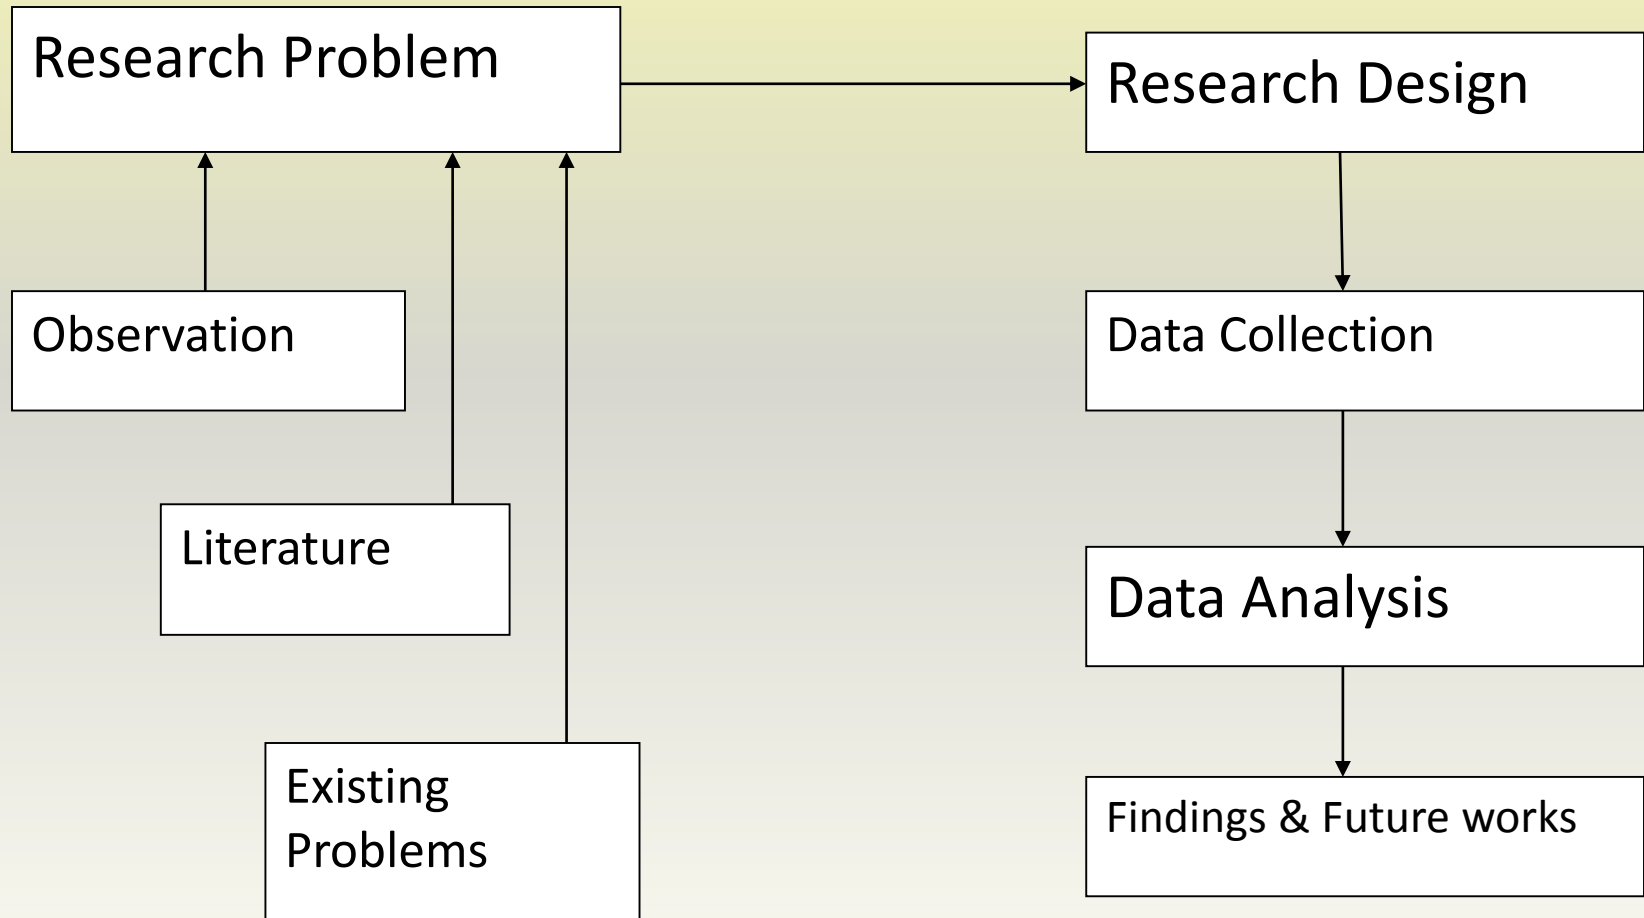 Research Problem
Research Design
Observation
Data Collection
Literature
Data Analysis
Existing
Problems
Findings & Future works